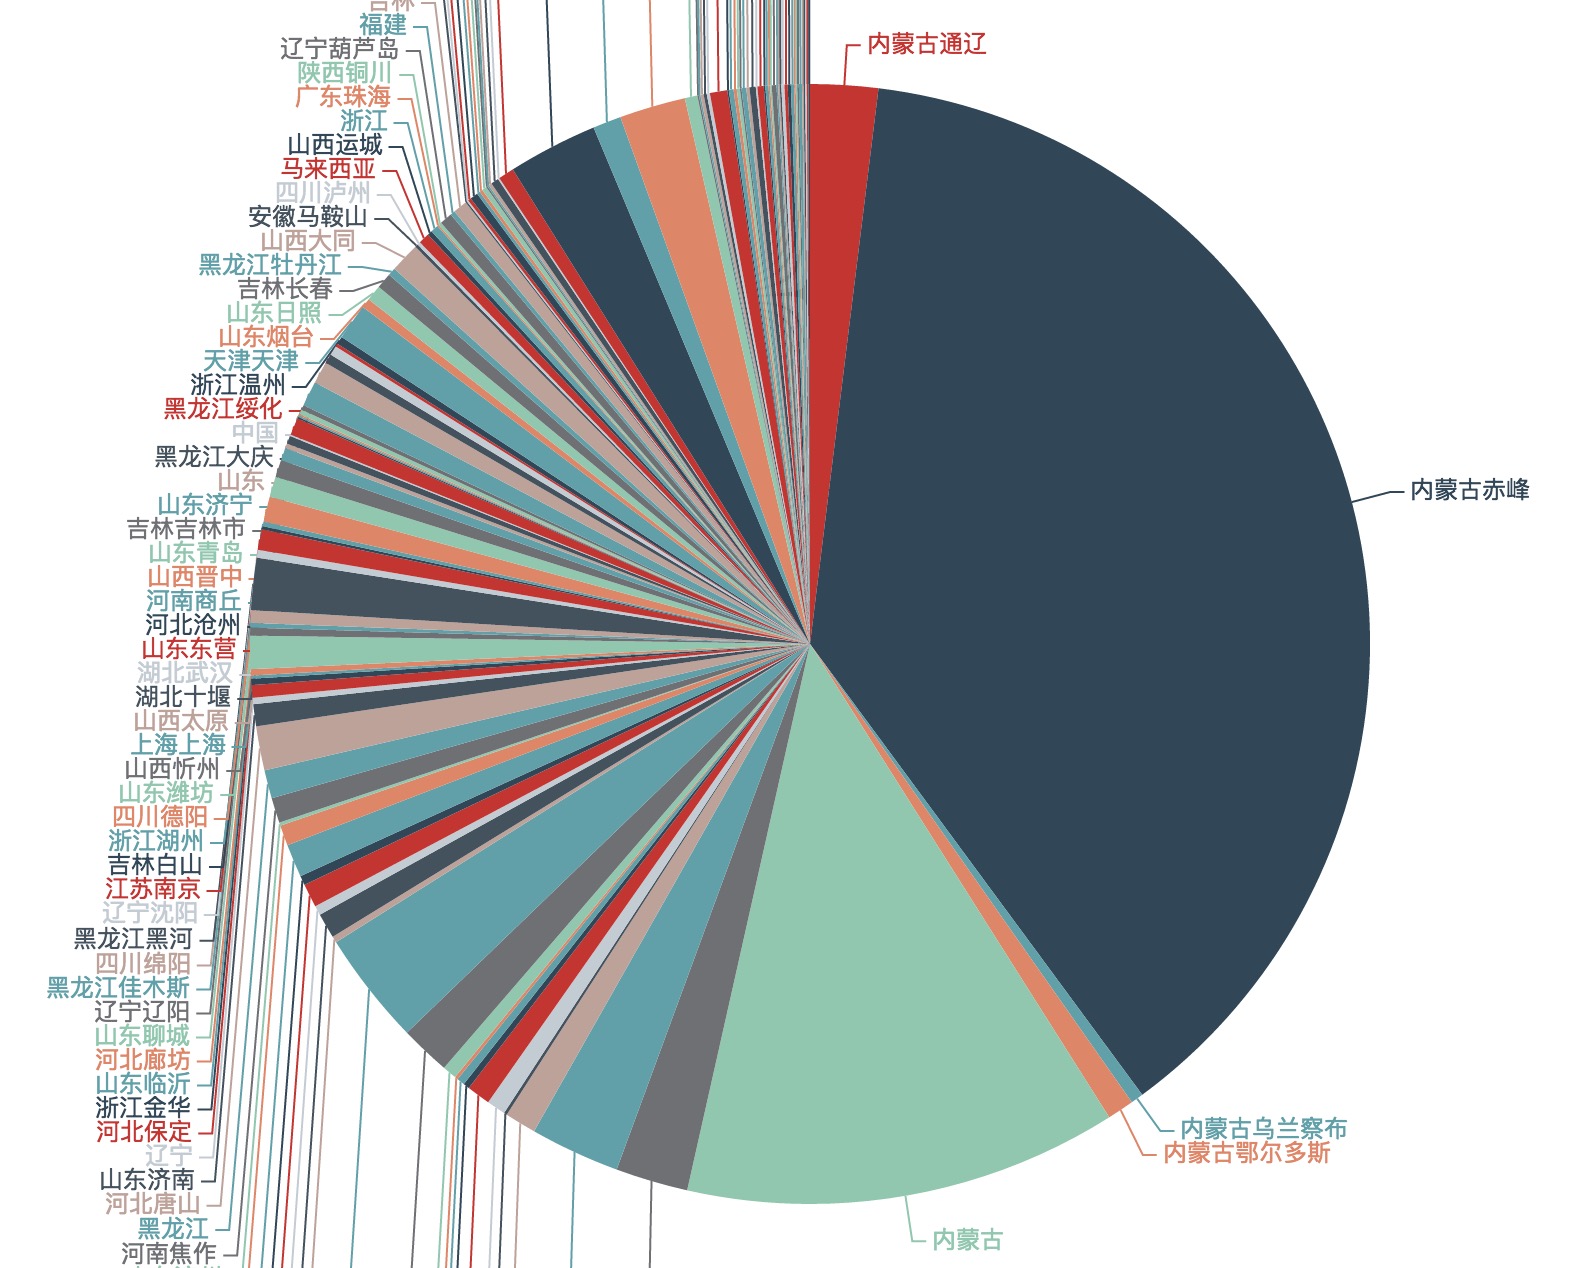 吉林
福建
辽宁葫芦岛
陕西铜川
广东珠海
浙江
山西运城
马来西亚
四川泸州
安徽马鞍山
山西大同
黑龙江牡丹江
吉林长春
山东日照
山东烟台
天津天津
浙江温州
黑龙江绥化
中国
黑龙江大庆
山东
山东济宁
吉林吉林市
山东青岛
山西晋中
河南商丘
河北沧州
山东东营
湖北武汉
湖北十堰
山西太原
上海上海
山西忻州
山东潍坊
四川德阳
浙江湖州
吉林白山
江苏南京
辽宁沈阳
黑龙江黑河
四川绵阳
黑龙江佳木斯
辽宁辽阳
山东聊城
河北廊坊
山东临沂
浙江金华
河北保定
辽宁
山东济南
河北唐山
黑龙江
河南焦作
内蒙古通辽
内蒙古赤峰
内蒙古乌兰察布
内蒙古鄂尔多斯
内蒙古